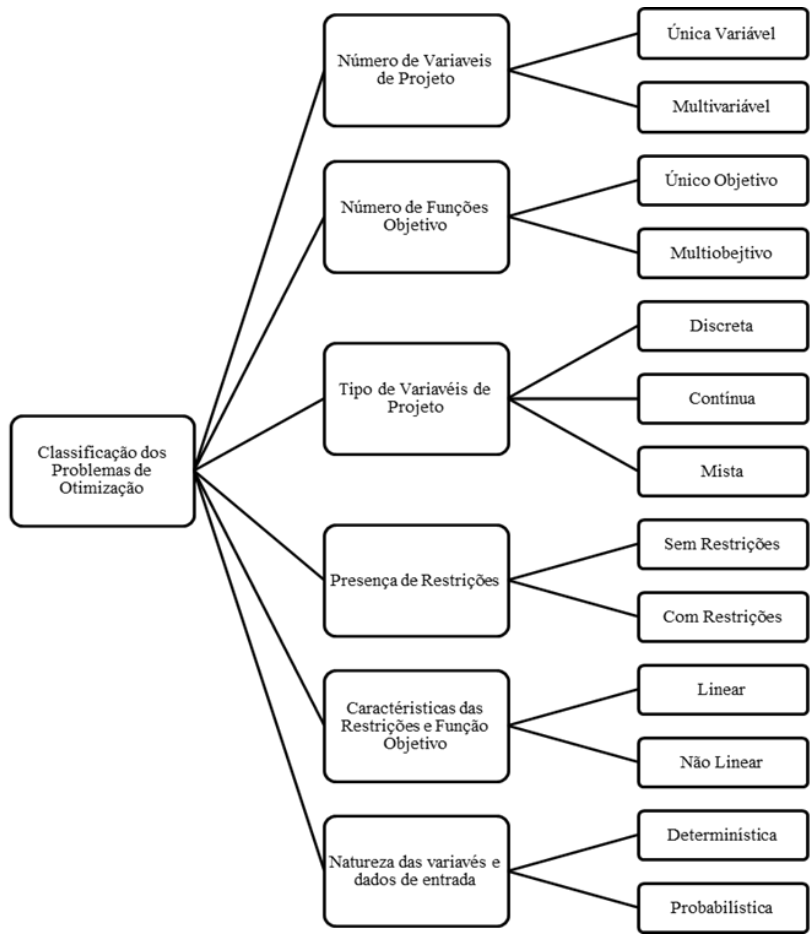 Classificação dos
Problemas de
Otimização
Número de Variaveis
de Projeto
Única Variável
Multivariável
Número de Funções
Objetivo
Único Objetivo
Multiobejtivo
Tipo de Variavéis de
Projeto
Discreta
Contínua
Mista
Presença de Restrições
Sem Restrições
Com Restrições
Caractéristicas das
Restrições e Função
Objetivo
Linear
Não Linear
Natureza das variavés e
dados de entrada
Determinística
Probabilística